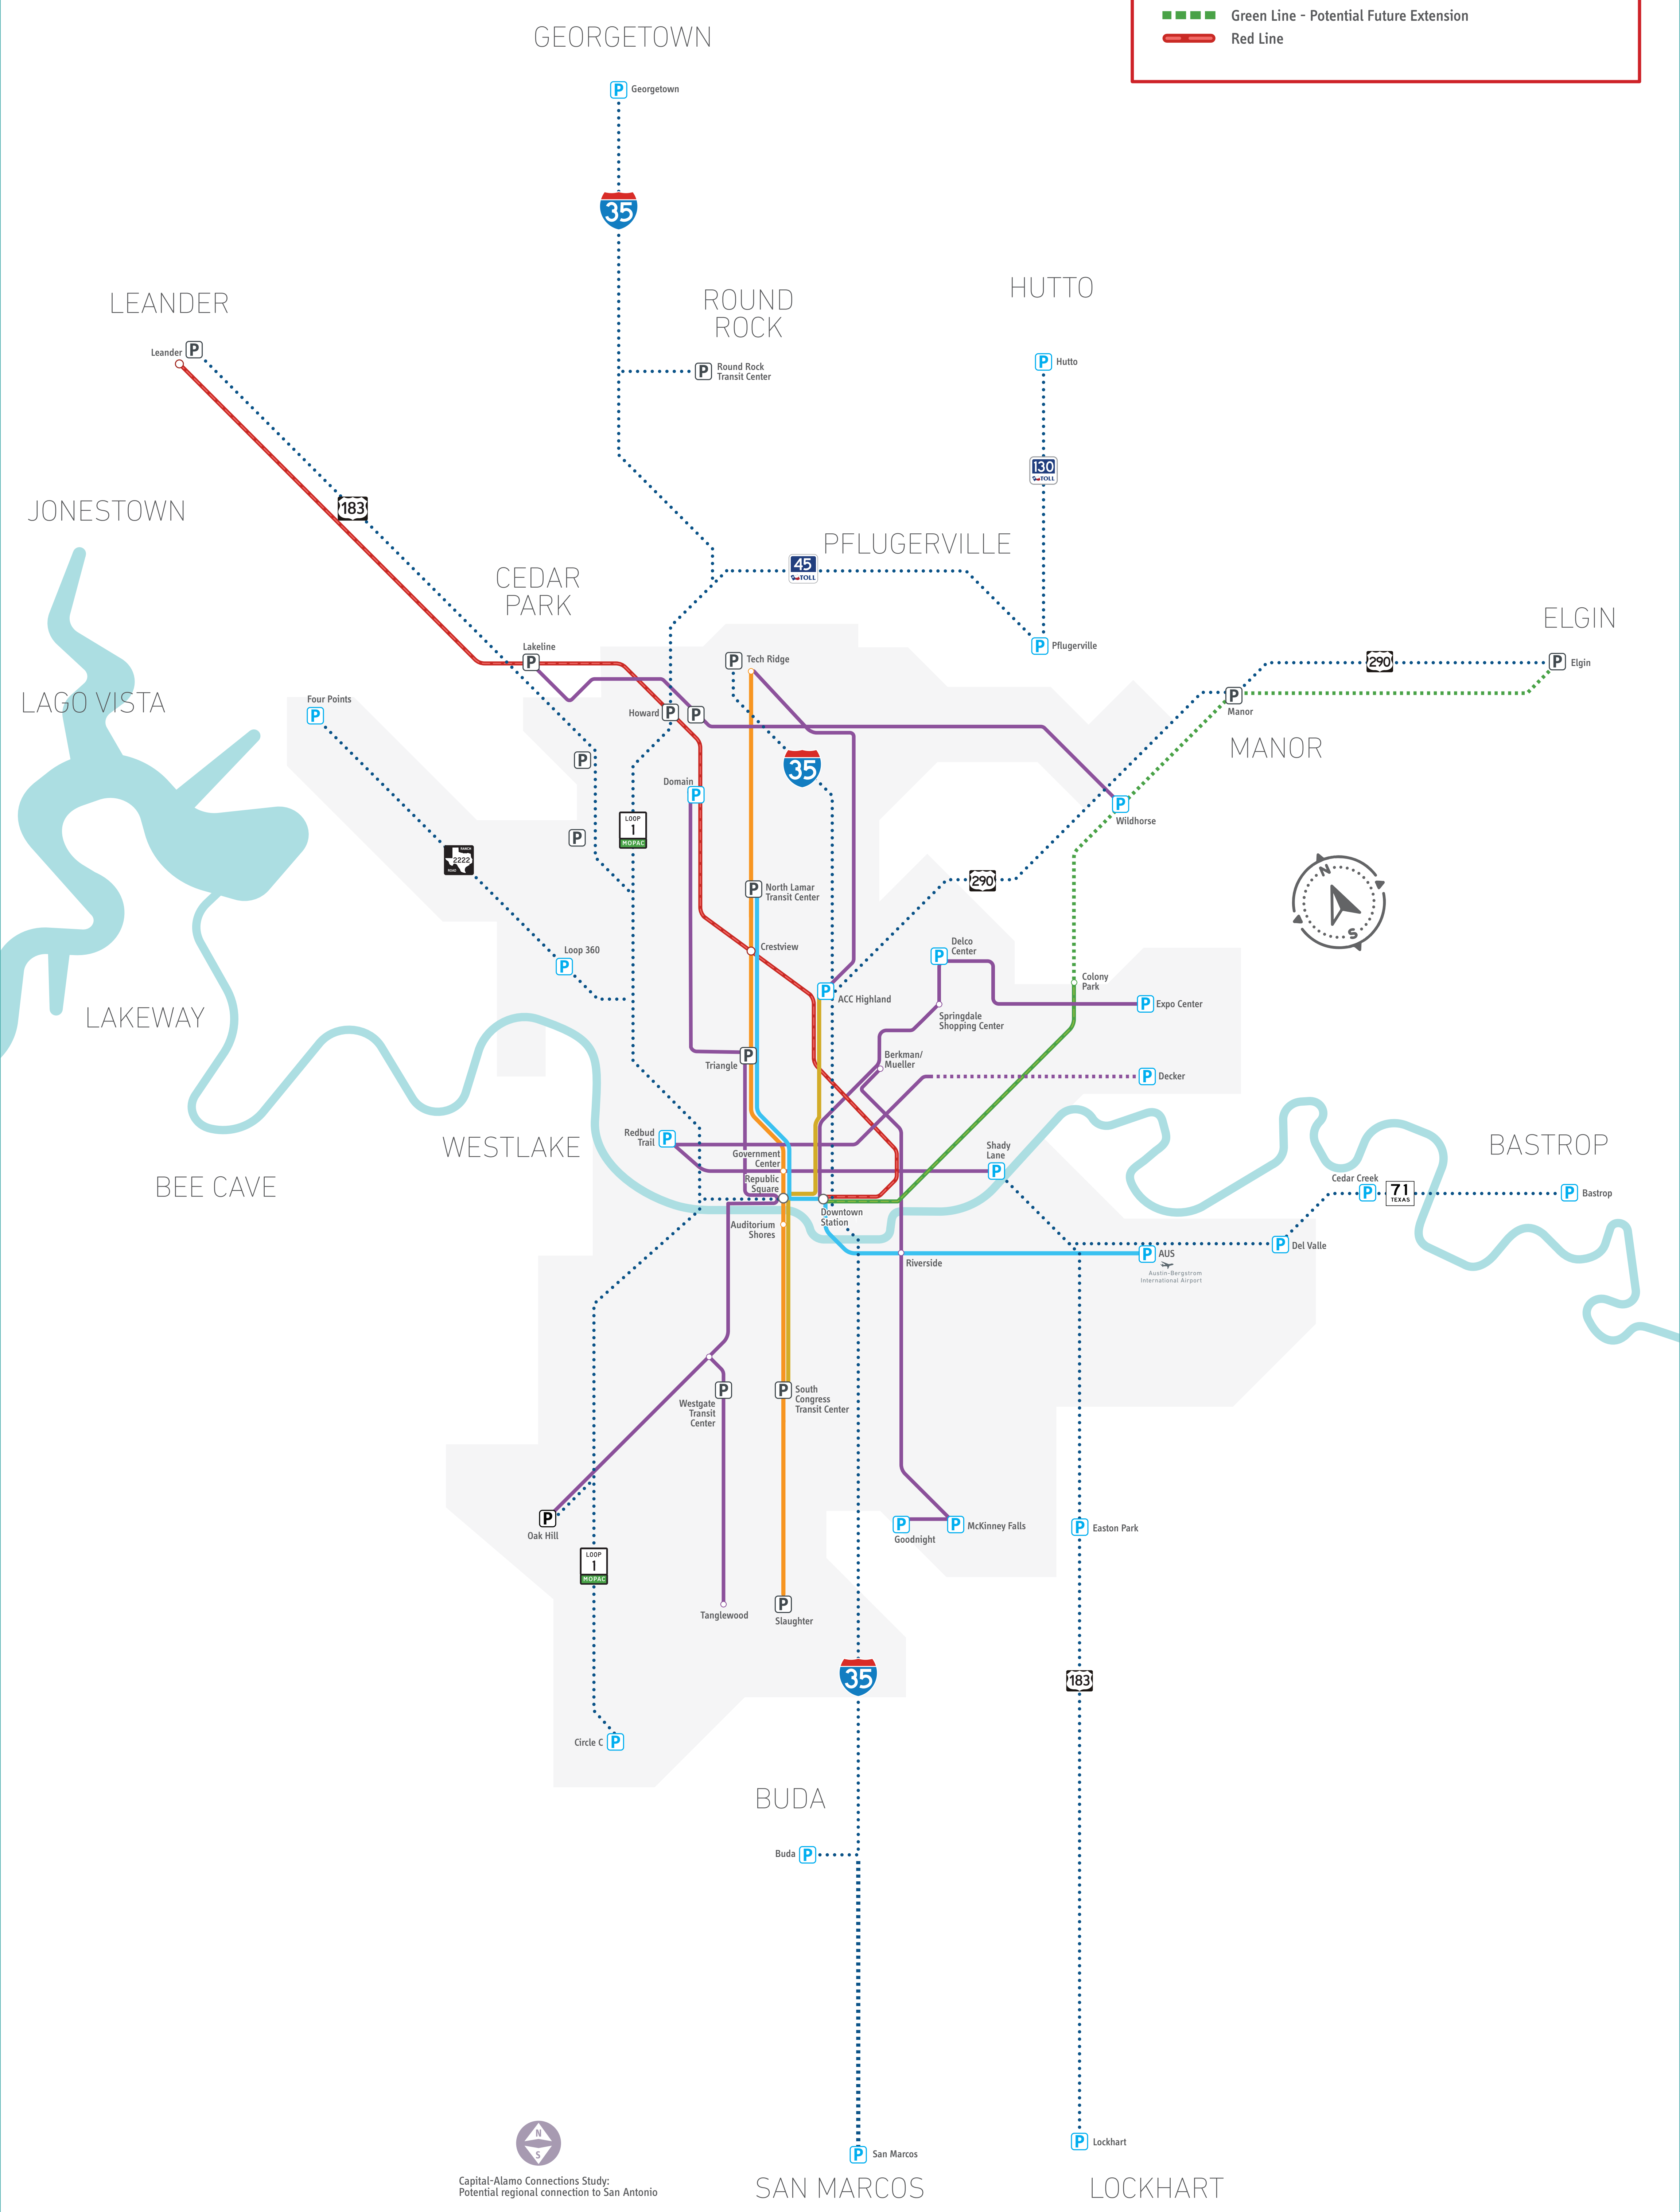 Green Line - Potential Future Extension
Red Line
GEORGETOWN
P
Georgetown
35
LEANDER
Leander
P
ROUND
ROCK
P
Round Rock
Transit Center
HUTTO
P
Hutto
130
TOLL
183
JONESTOWN
CEDAR
PARK
PFLUGERVILLE
45
TOLL
P
Pflugerville
ELGIN
Lakeline
P
P
Tech Ridge
290
P
Elgin
LAGO VISTA
Four Points
P
Howard
P
P
P
Manor
MANOR
P
35
Domain
P
P
Wildhorse
LOOP
1
MOPAC
P
RANCH
2222
ROAD
290
P
North Lamar
Transit Center
N
S
Crestview
Loop 360
P
Delco
Center
P
Colony
Park
P
ACC Highland
P
Expo Center
Springdale
Shopping Center
LAKEWAY
Triangle
P
Berkman/
Mueller
P
Decker
WESTLAKE
Redbud
Trail
P
Government
Center
Shady
Lane
P
BASTROP
BEE CAVE
Republic
Square
Cedar Creek
P
71
TEXAS
P
Bastrop
Auditorium
Shores
Downtown
Station
P
Del Valle
Riverside
P
AUS
Austin-Bergstrom
International Airport
P
Westgate
Transit
Center
P
South
Congress
Transit Center
P
Oak Hill
P
Goodnight
P
McKinney Falls
P
Easton Park
LOOP
1
MOPAC
Tanglewood
P
Slaughter
35
183
Circle C
P
BUDA
Buda
P
N
S
Capital-Alamo Connections Study:
Potential regional connection to San Antonio
P
San Marcos
P
Lockhart
SAN MARCOS
LOCKHART